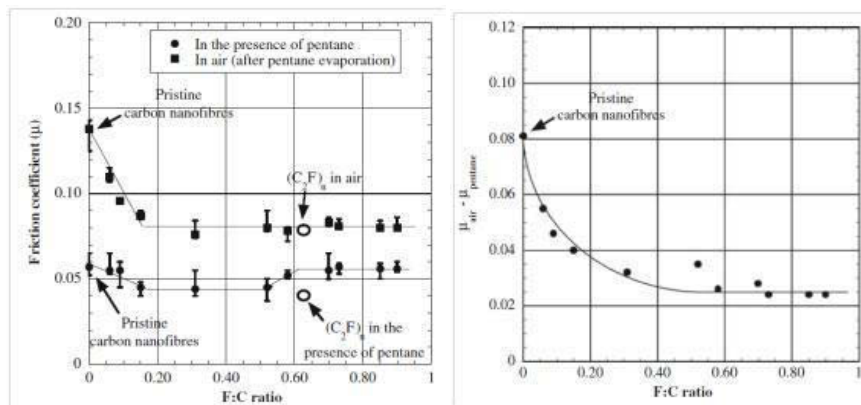 0.20
0.15
0.10
0.05
0
Friction coefficient (μ)
In the presence of pentane
In air (after pentane evaporation)
Pristine
carbon nanofibres
(C₂F)ₙ in air
Pristine
carbon nanofibres
(C₂F)ₙ in the
presence of pentane
0 0.20 0.40 0.60 0.80 1
F:C ratio
0.12
0.10
0.08
0.06
0.04
0.02
0
μair - μpentane
Pristine
carbon nanofibres
0 0.20 0.40 0.60 0.80 1
F:C ratio